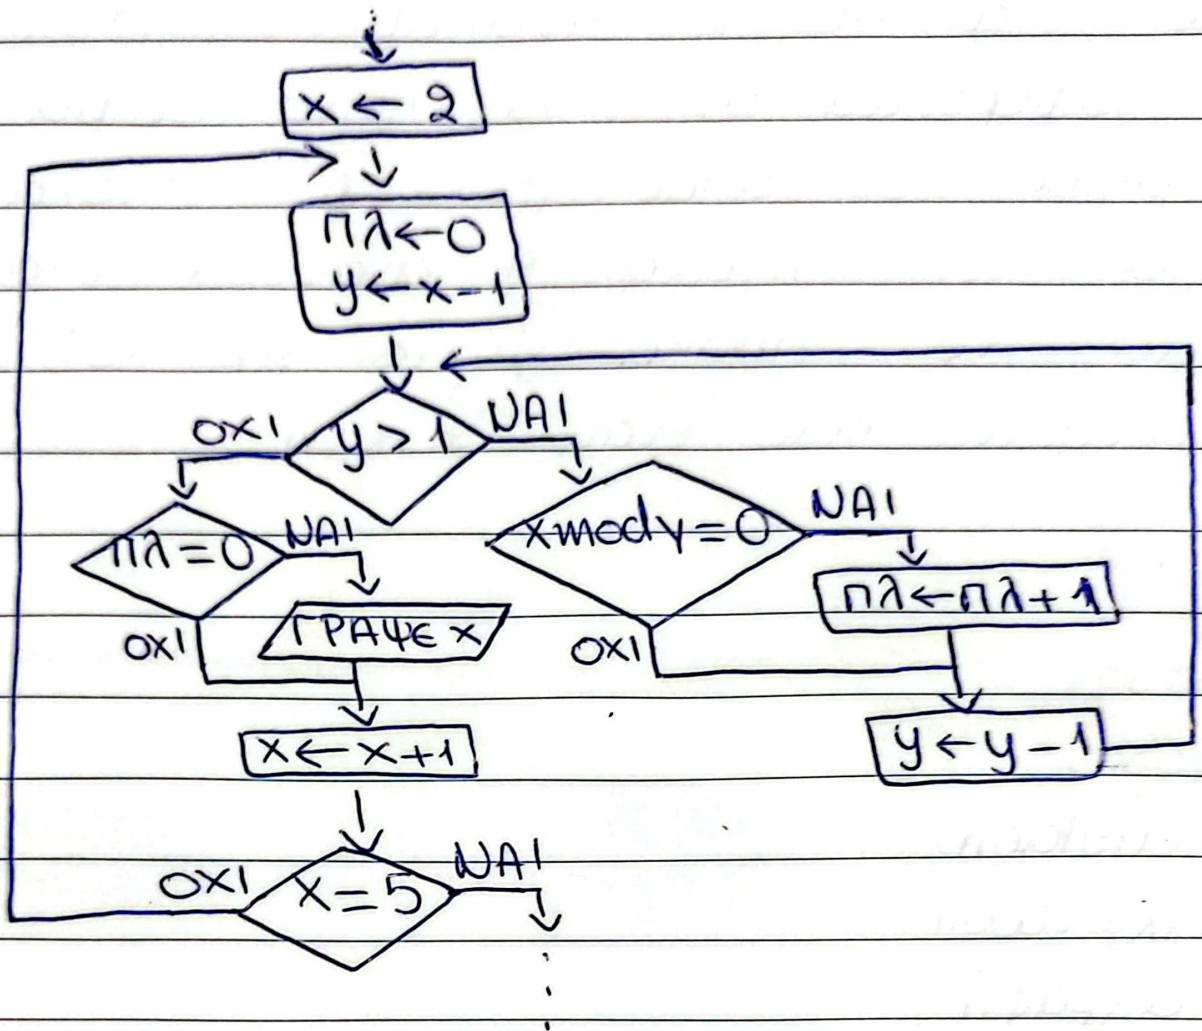 x ← 2
πλ←0
y←x-1
y > 1
ΟΧΙ
ΝΑΙ
xmody=0
ΝΑΙ
πλ=0
ΝΑΙ
πλ←πλ+1
ΟΧΙ
ΓΡΑΨΕ x
ΟΧΙ
y←y-1
x←x+1
x=5
ΟΧΙ
ΝΑΙ